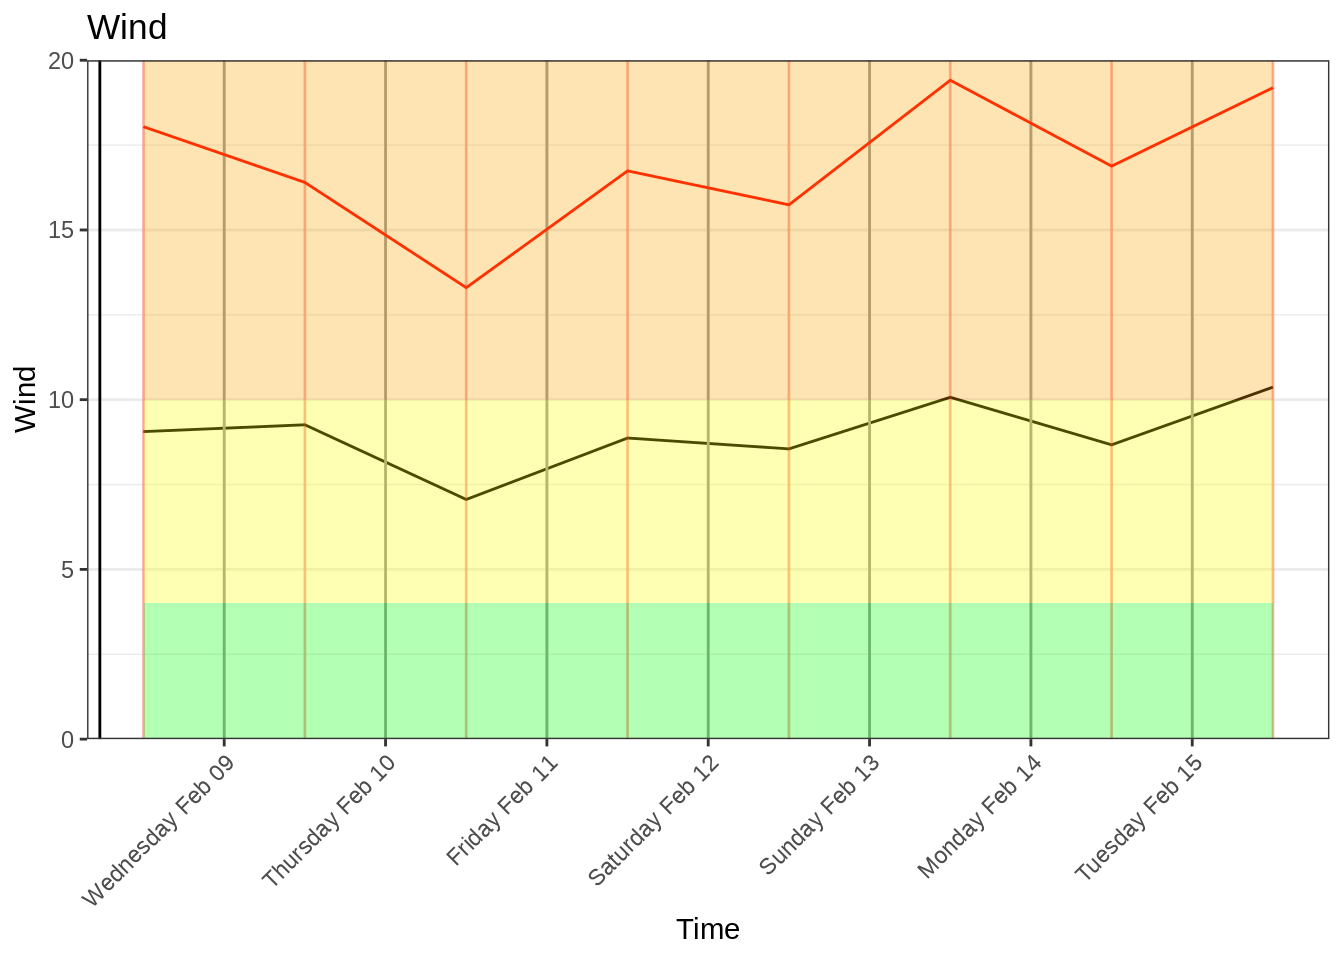 Wind
20
15
10
5
0
Wind
Wednesday Feb 09
Thursday Feb 10
Friday Feb 11
Saturday Feb 12
Sunday Feb 13
Monday Feb 14
Tuesday Feb 15
Time